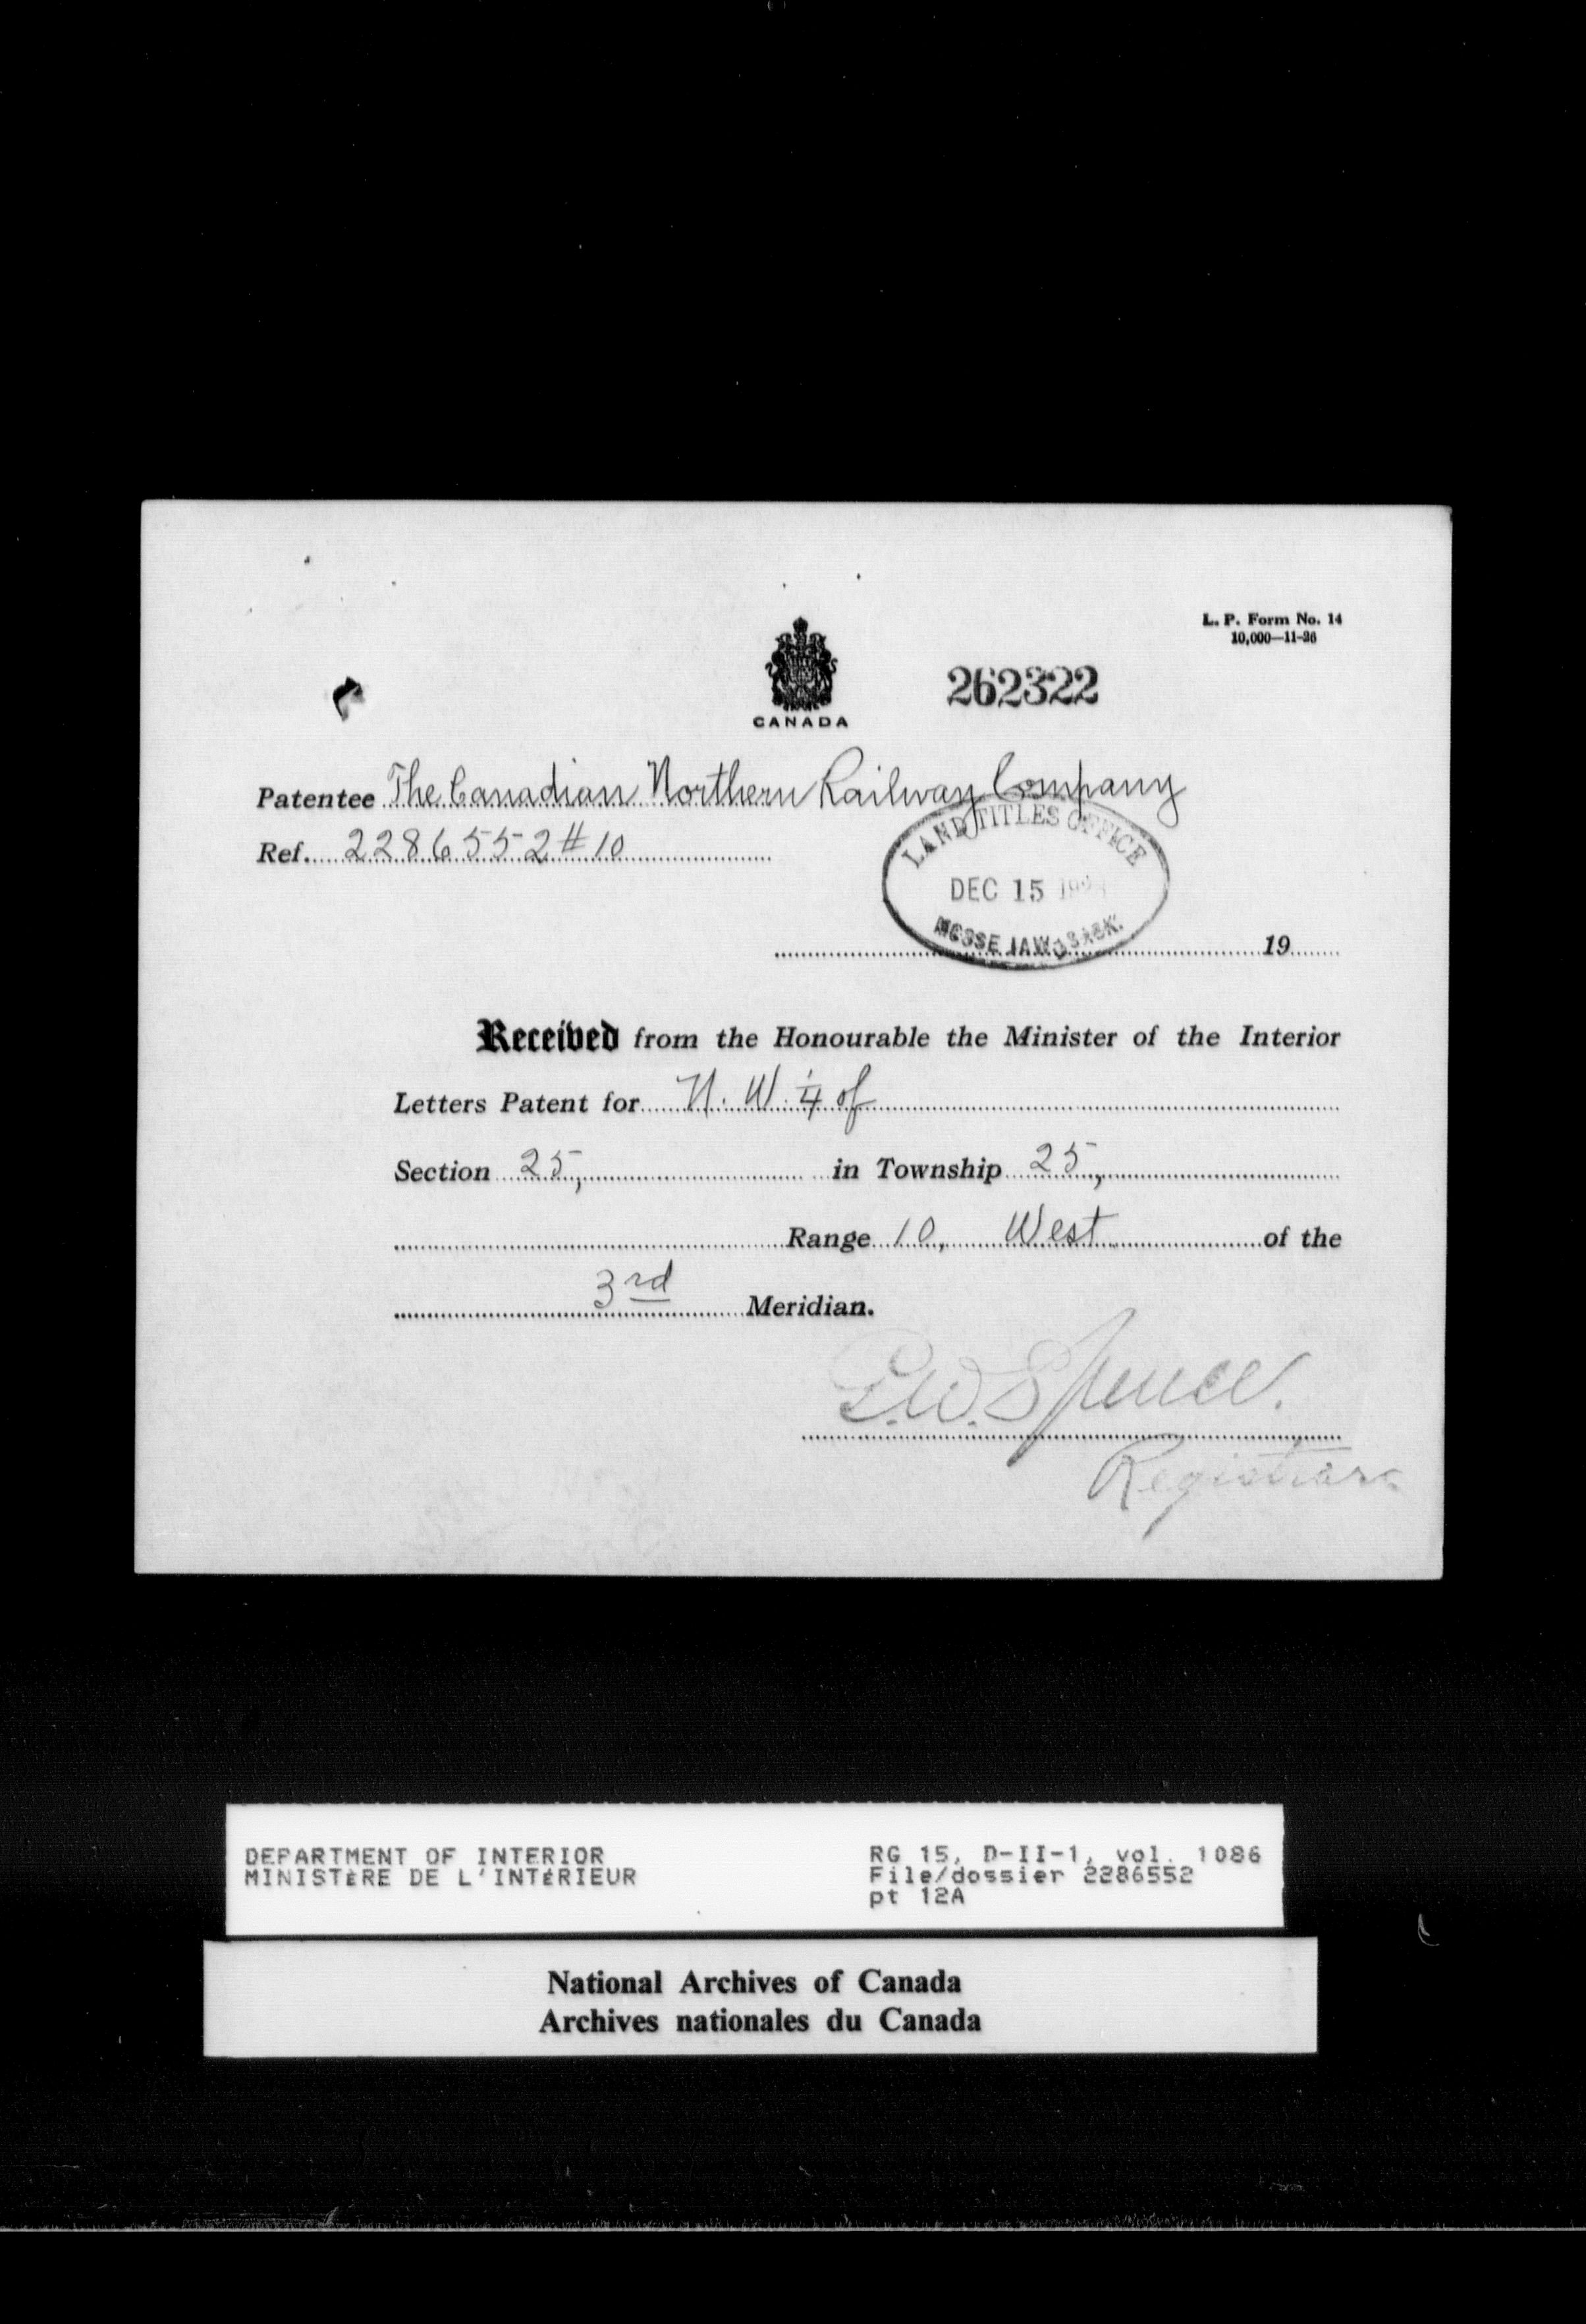 L. P. Form No. 14
10,000—11-26
CANADA
262322
Patentee The Canadian Northern Railway Company
Ref. 2286552 # 10
LAND TITLES OFFICE
DEC 15
MOOSE JAW, SASK.
19
Received from the Honourable the Minister of the Interior
Letters Patent for N. W. 1/4 of
Section 25, in Township 25,
Range 10, West of the
3rd Meridian.
Spence.
Registrar
DEPARTMENT OF INTERIOR
MINISTÈRE DE L'INTÉRIEUR
RG 15, D-II-1, vol. 1086
File/dossier 2286552
pt 12A
National Archives of Canada
Archives nationales du Canada